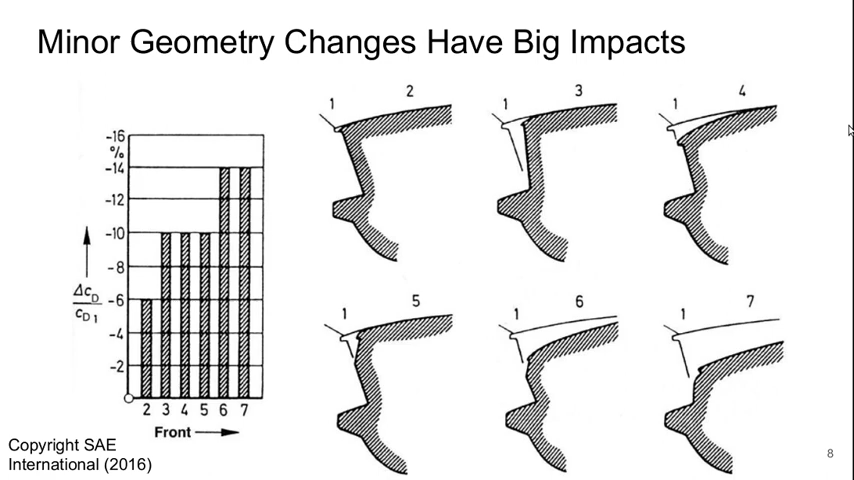 Minor Geometry Changes Have Big Impacts
-16
%
-14
-12
-10
-8
-6
-4
-2
ΔcD
cD1
2 3 4 5 6 7
Front
1 2
1 3
1 4
1 5
1 6
1 7
Copyright SAE
International (2016)
8